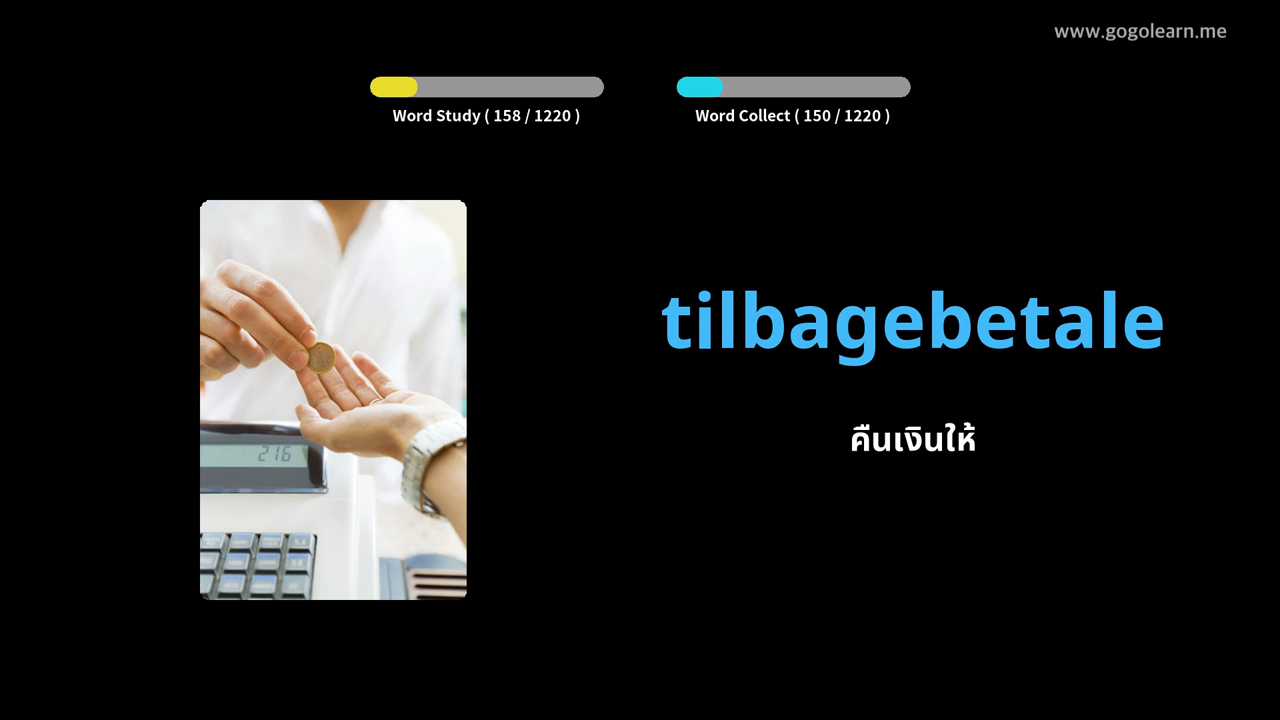 www.gogolearn.me
Word Study ( 158 / 1220 )
Word Collect ( 150 / 1220 )
tilbagebetale
คืนเงินให้
216